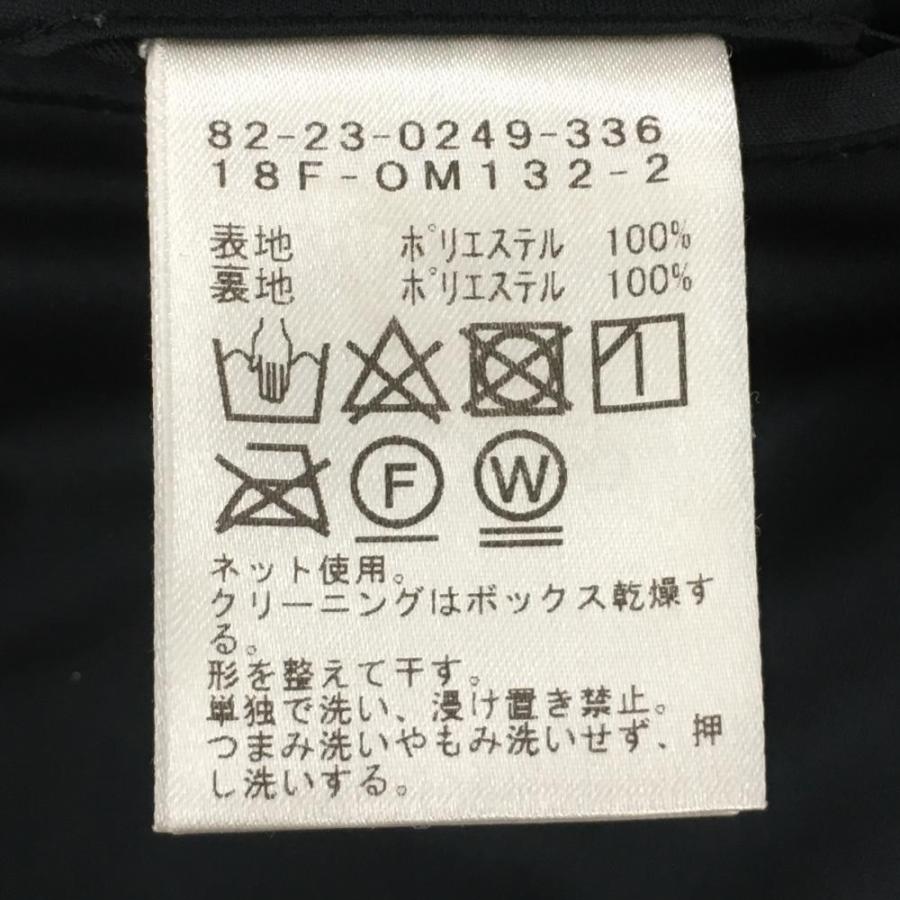 82-23-0249-336
18F-OM132-2
表地 ポリエステル 100%
裏地 ポリエステル 100%
F W
ネット使用。
クリーニングはボックス乾燥す
る。
形を整えて干す。
単独で洗い、浸け置き禁止。
つまみ洗いやもみ洗いせず、押
し洗いする。